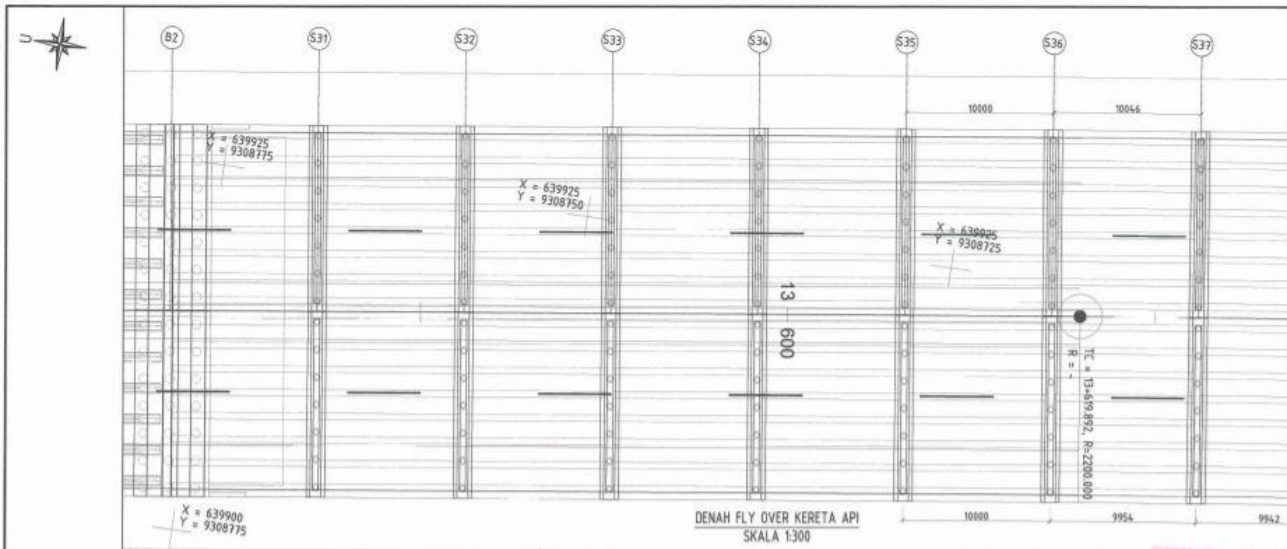 U
B2
S31
S32
S33
S34
S35
S36
S37
10000
10046
X = 639925
Y = 9308775
X = 639925
Y = 9308750
X = 639925
Y = 9308725
13
600
TC = 13+619.892, R=2200.000
R = -
X = 639900
Y = 9308775
DENAH FLY OVER KERETA API
SKALA 1:300
10000
9954
9942